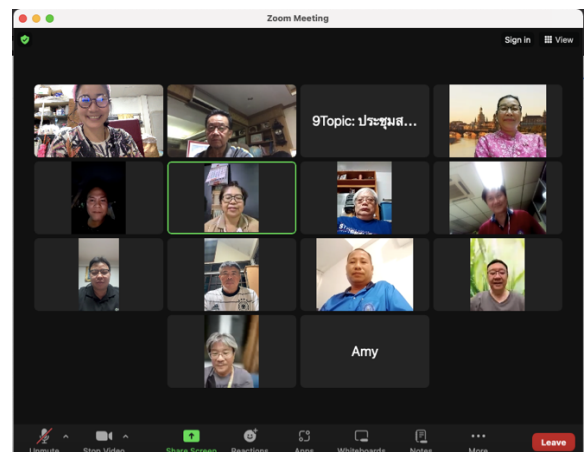 Zoom Meeting
Sign in View
9Topic: ประชุมส...
Amy
Unmute Stop Video Share Screen Reactions Apps Whiteboards Notes More Leave